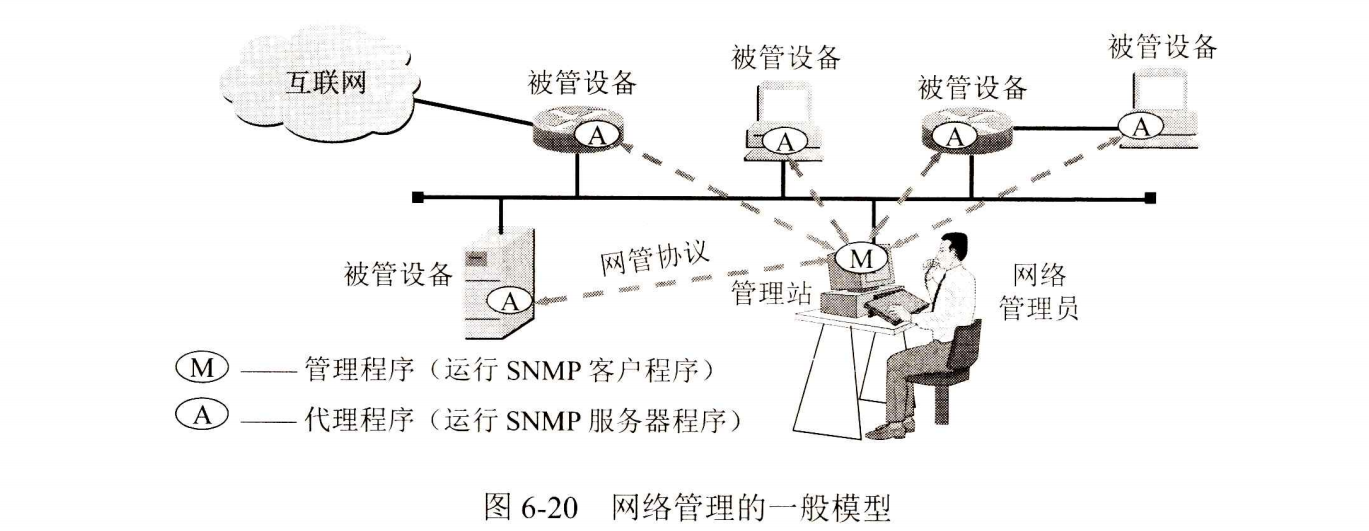 被管设备
被管设备
互联网
被管设备
被管设备
A
A
A
A
网管协议
M
被管设备
A
管理站
网络
管理员
M —— 管理程序（运行 SNMP 客户程序）
A —— 代理程序（运行 SNMP 服务器程序）
图 6-20 网络管理的一般模型